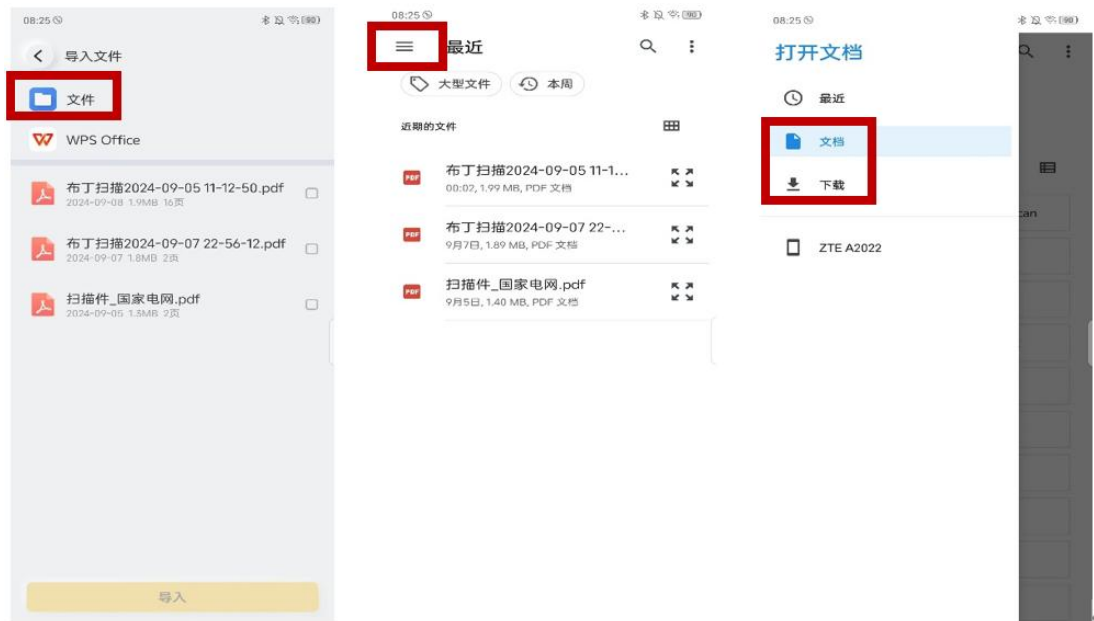 08:25
90
导入文件
文件
WPS Office
布丁扫描2024-09-05 11-12-50.pdf
2024-09-08 1.9MB 16页
布丁扫描2024-09-07 22-56-12.pdf
2024-09-07 1.8MB 2页
扫描件_国家电网.pdf
2024-09-05 1.3MB 2页
导入
08:25
90
最近
大型文件
本周
近期的文件
PDF
布丁扫描2024-09-05 11-1...
00:02, 1.99 MB, PDF 文档
PDF
布丁扫描2024-09-07 22-...
9月7日, 1.89 MB, PDF 文档
PDF
扫描件_国家电网.pdf
9月5日, 1.40 MB, PDF 文档
08:25
90
打开文档
最近
文档
下载
can
ZTE A2022